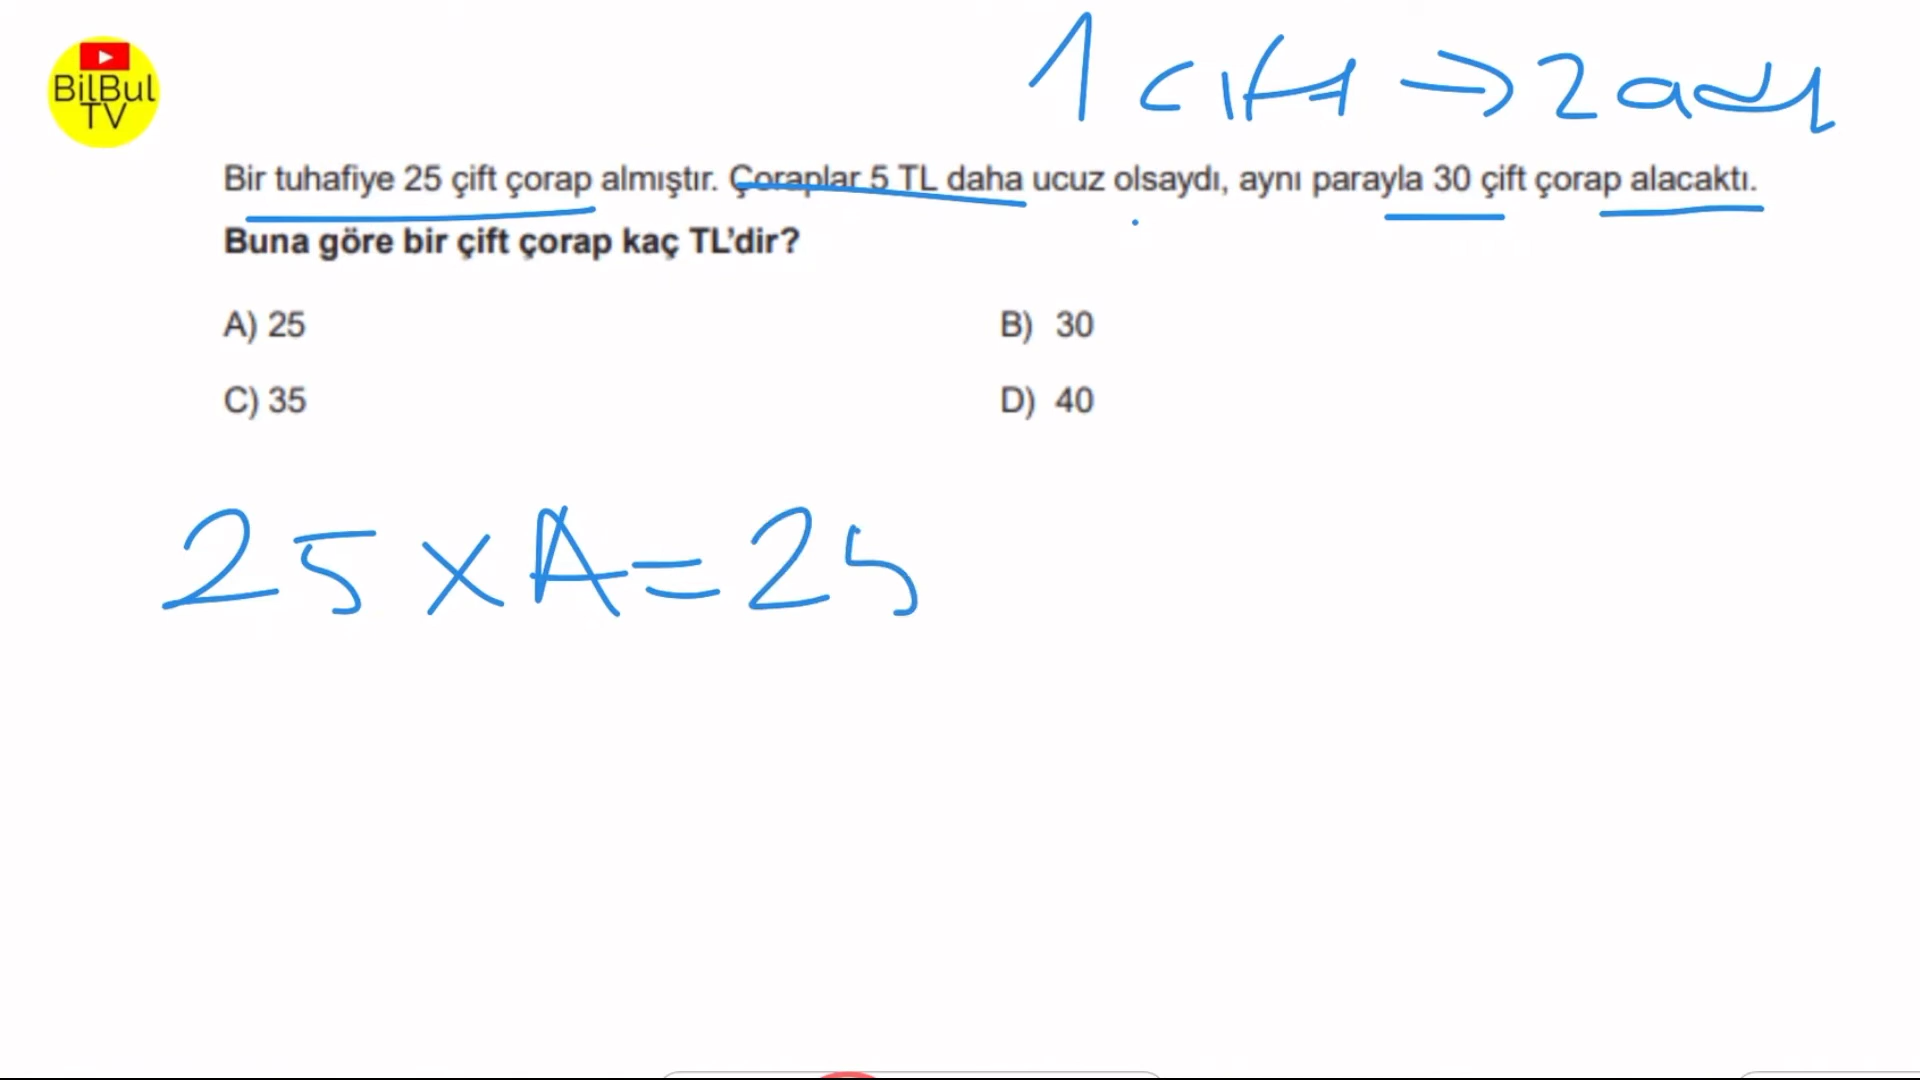 1 çift → 2 adet
BilBul
TV
Bir tuhafiye 25 çift çorap almıştır. Çoraplar 5 TL daha ucuz olsaydı, aynı parayla 30 çift çorap alacaktı.
Buna göre bir çift çorap kaç TL'dir?
A) 25
B) 30
C) 35
D) 40
25 x A = 25